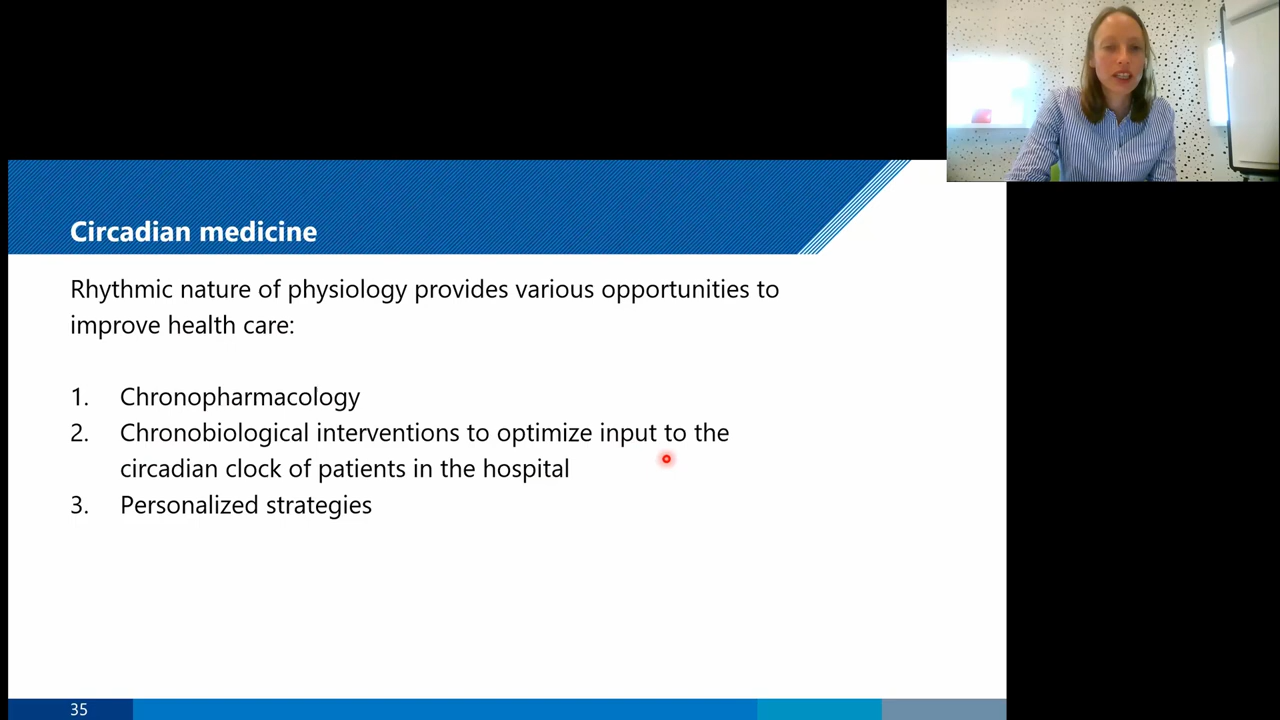 Circadian medicine
Rhythmic nature of physiology provides various opportunities to
improve health care:
1. Chronopharmacology
2. Chronobiological interventions to optimize input to the
circadian clock of patients in the hospital
3. Personalized strategies
35